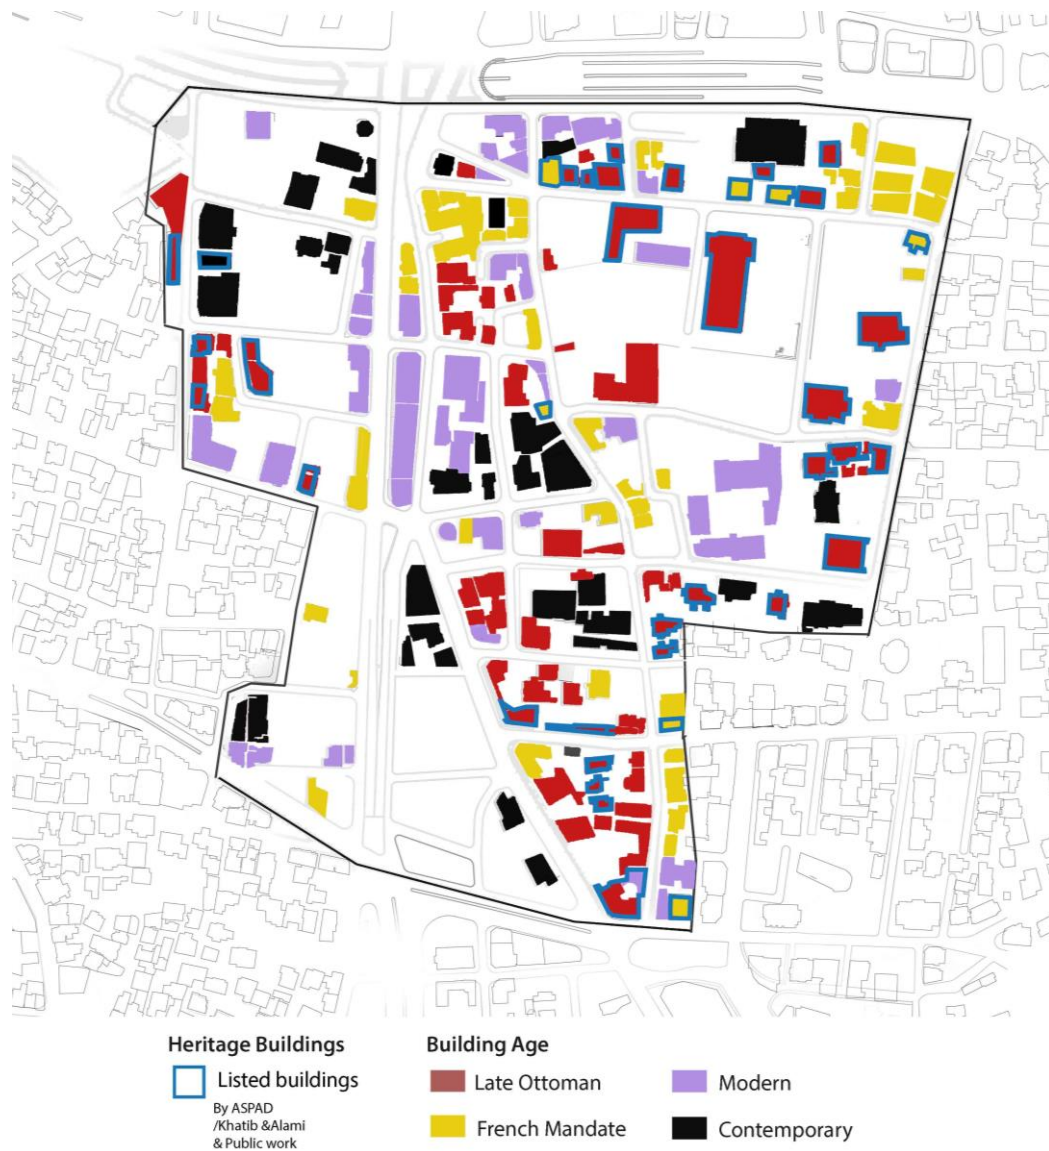 Heritage Buildings
Listed buildings
By ASPAD
/Khatib &Alami
& Public work
Building Age
Late Ottoman
French Mandate
Modern
Contemporary